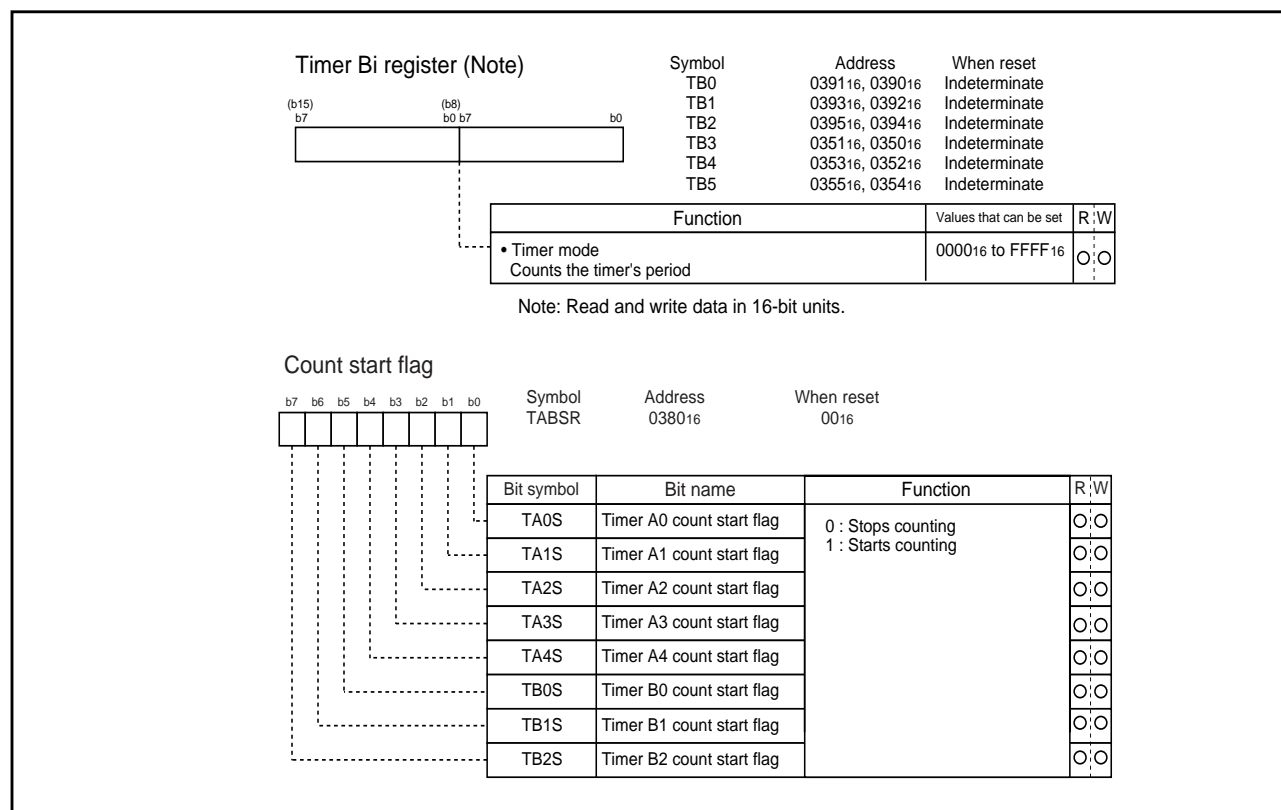 Timer Bi register (Note)
Symbol Address When reset
TB0 039116, 039016 Indeterminate
TB1 039316, 039216 Indeterminate
TB2 039516, 039416 Indeterminate
TB3 035116, 035016 Indeterminate
TB4 035316, 035216 Indeterminate
TB5 035516, 035416 Indeterminate
(b15) (b8)
b7 b0 b7 b0
Function Values that can be set R W
• Timer mode 000016 to FFFF16
Counts the timer's period
Note: Read and write data in 16-bit units.
Count start flag
Symbol Address When reset
TABSR 038016 0016
b7 b6 b5 b4 b3 b2 b1 b0
Bit symbol Bit name Function R W
TA0S Timer A0 count start flag 0 : Stops counting
TA1S Timer A1 count start flag 1 : Starts counting
TA2S Timer A2 count start flag
TA3S Timer A3 count start flag
TA4S Timer A4 count start flag
TB0S Timer B0 count start flag
TB1S Timer B1 count start flag
TB2S Timer B2 count start flag